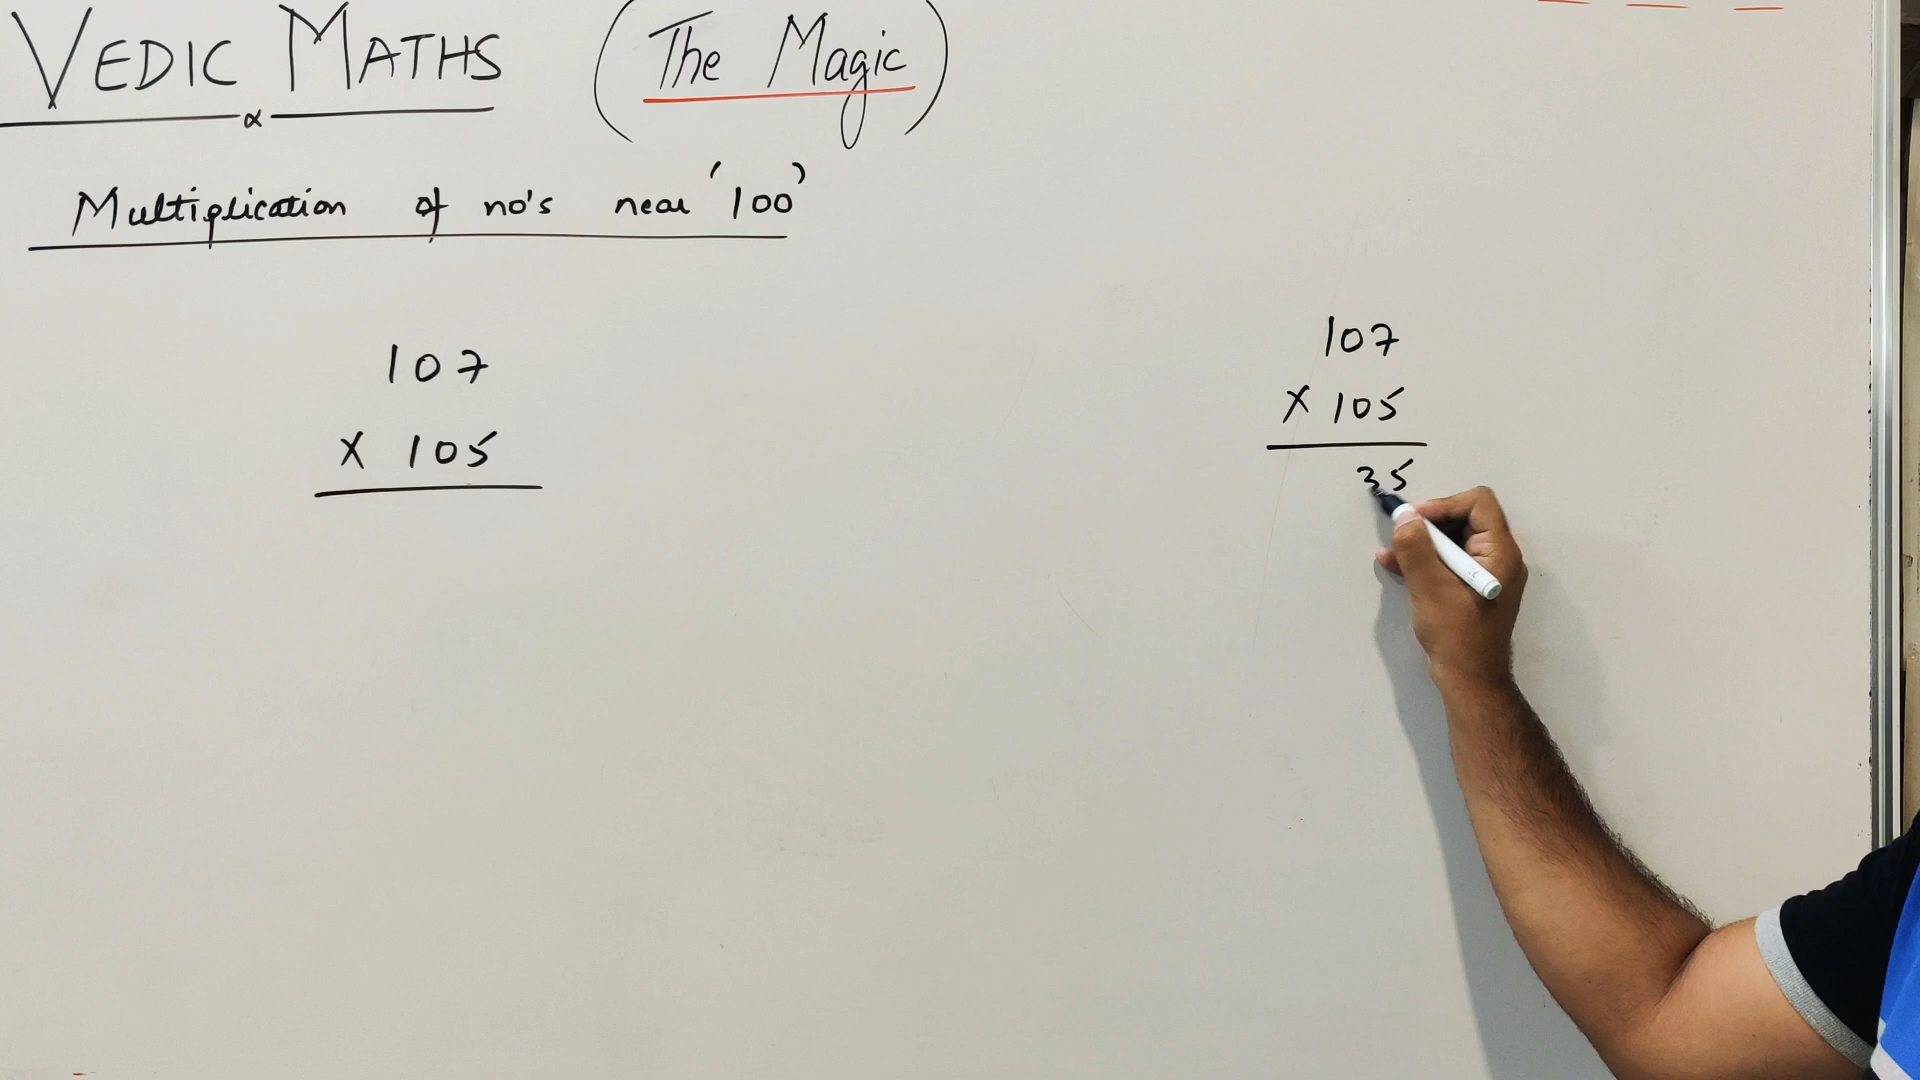 VEDIC MATHS (The Magic)
∝
Multiplication of no's near '100'
107
X 105
107
X 105
35